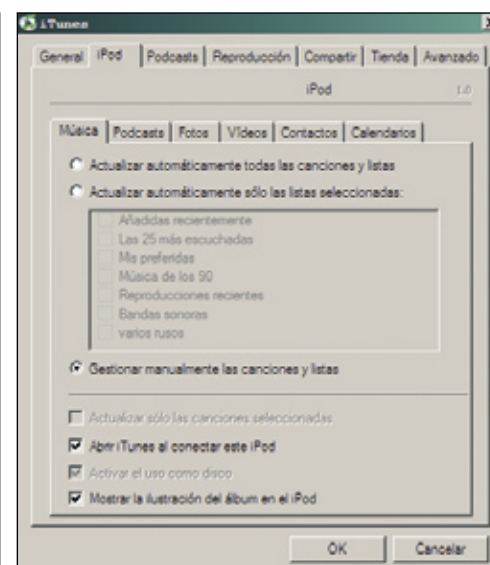 iTunes
General iPod Podcasts Reproducción Compartir Tienda Avanzado
iPod 1.0
Música Podcasts Fotos Vídeos Contactos Calendarios
Actualizar automáticamente todas las canciones y listas
Actualizar automáticamente sólo las listas seleccionadas:
Añadidas recientemente
Las 25 más escuchadas
Mis preferidas
Música de los 90
Reproducciones recientes
Bandas sonoras
varios rusos
Gestionar manualmente las canciones y listas
Actualizar sólo las canciones seleccionadas
Abrir iTunes al conectar este iPod
Activar el uso como disco
Mostrar la ilustración del álbum en el iPod
OK Cancelar